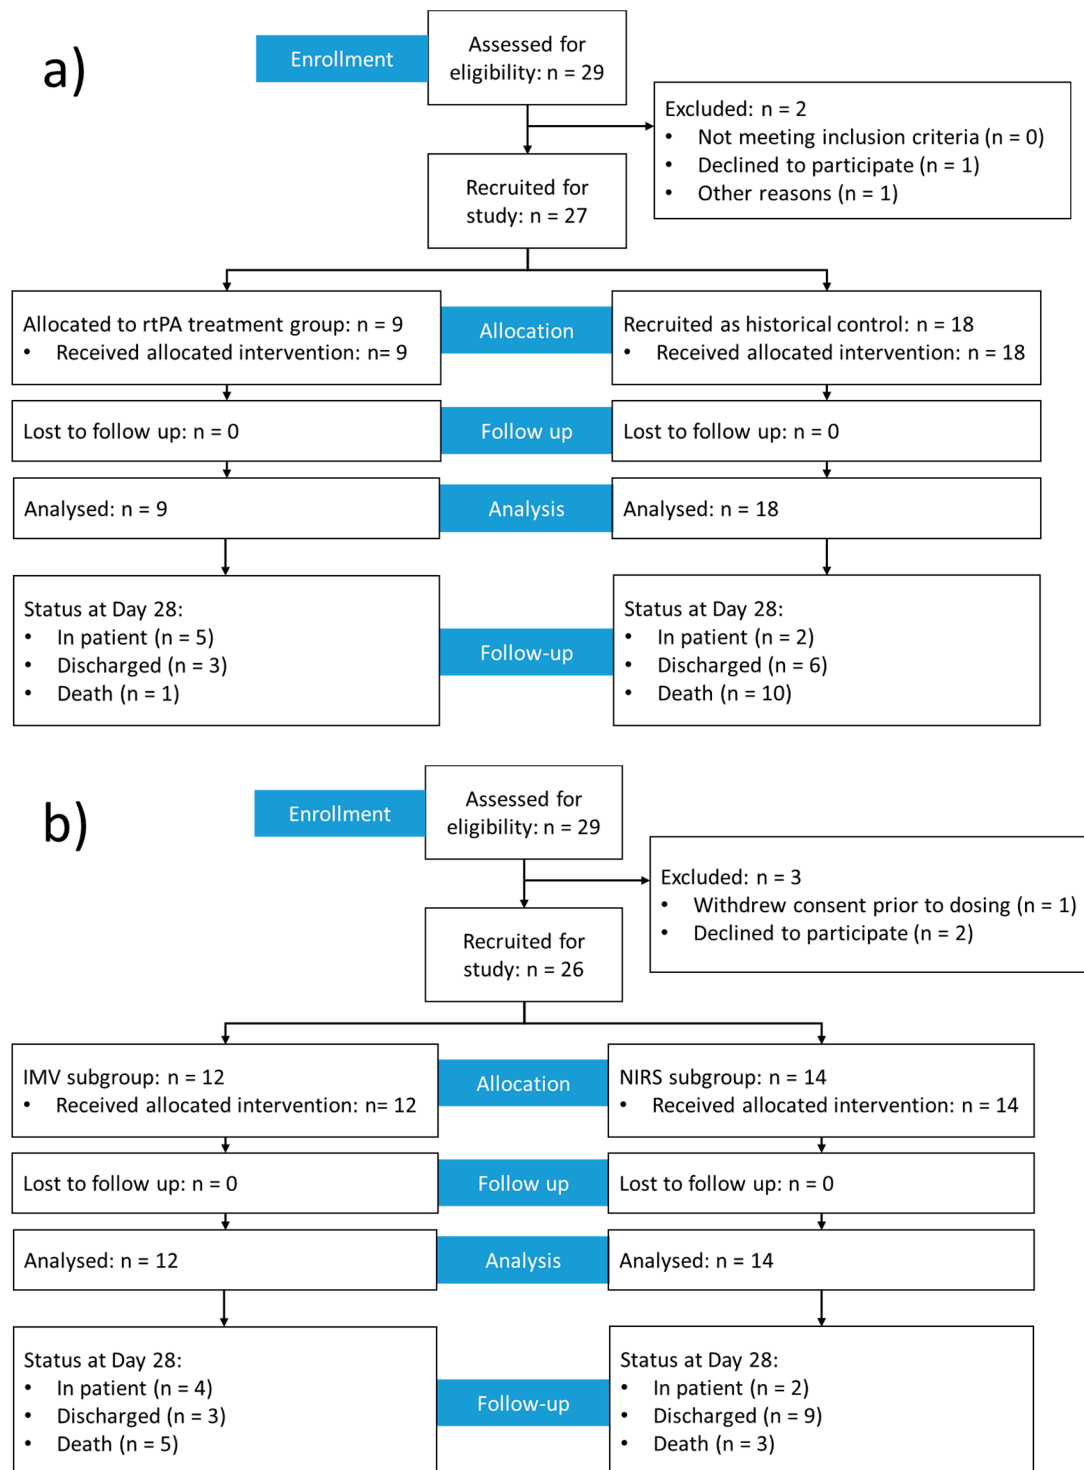 a)
Enrollment
Assessed for
eligibility: n = 29
Excluded: n = 2
• Not meeting inclusion criteria (n = 0)
• Declined to participate (n = 1)
• Other reasons (n = 1)
Recruited for
study: n = 27
Allocated to rtPA treatment group: n = 9
• Received allocated intervention: n= 9
Allocation
Recruited as historical control: n = 18
• Received allocated intervention: n = 18
Lost to follow up: n = 0
Follow up
Lost to follow up: n = 0
Analysed: n = 9
Analysis
Analysed: n = 18
Status at Day 28:
• In patient (n = 5)
• Discharged (n = 3)
• Death (n = 1)
Follow-up
Status at Day 28:
• In patient (n = 2)
• Discharged (n = 6)
• Death (n = 10)
b)
Enrollment
Assessed for
eligibility: n = 29
Excluded: n = 3
• Withdrew consent prior to dosing (n = 1)
• Declined to participate (n = 2)
Recruited for
study: n = 26
IMV subgroup: n = 12
• Received allocated intervention: n= 12
Allocation
NIRS subgroup: n = 14
• Received allocated intervention: n = 14
Lost to follow up: n = 0
Follow up
Lost to follow up: n = 0
Analysed: n = 12
Analysis
Analysed: n = 14
Status at Day 28:
• In patient (n = 4)
• Discharged (n = 3)
• Death (n = 5)
Follow-up
Status at Day 28:
• In patient (n = 2)
• Discharged (n = 9)
• Death (n = 3)